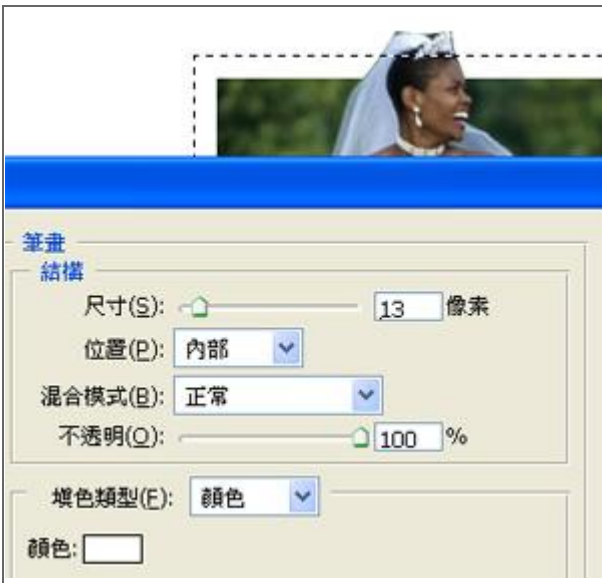 筆畫
結構
尺寸(S): 13 像素
位置(P): 內部
混合模式(B): 正常
不透明(O): 100 %
填色類型(F): 顏色
顏色: